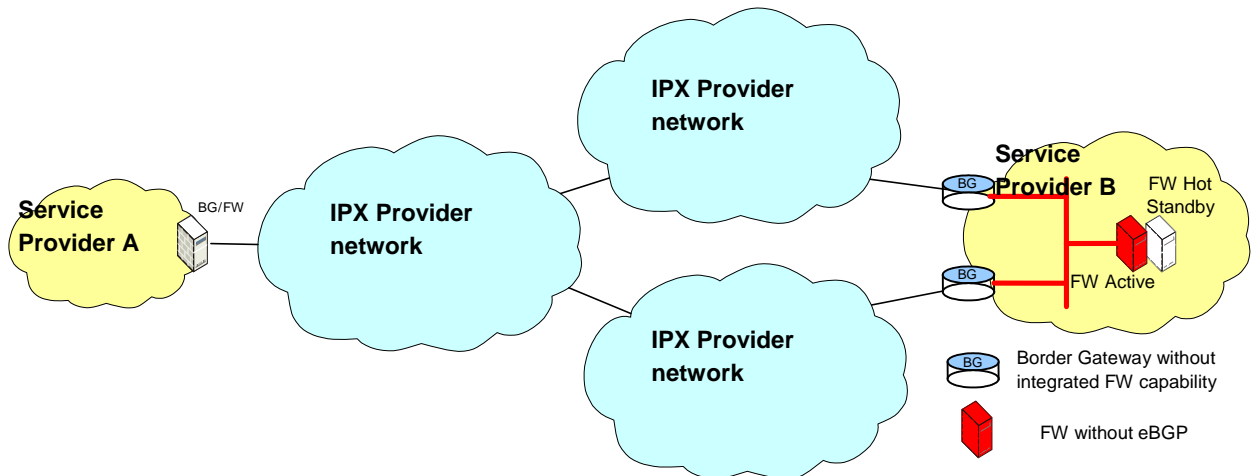 IPX Provider
network
Service
Provider A
BG/FW
IPX Provider
network
BG
Service
Provider B
FW Hot
Standby
BG
FW Active
IPX Provider
network
BG
Border Gateway without
integrated FW capability
FW without eBGP